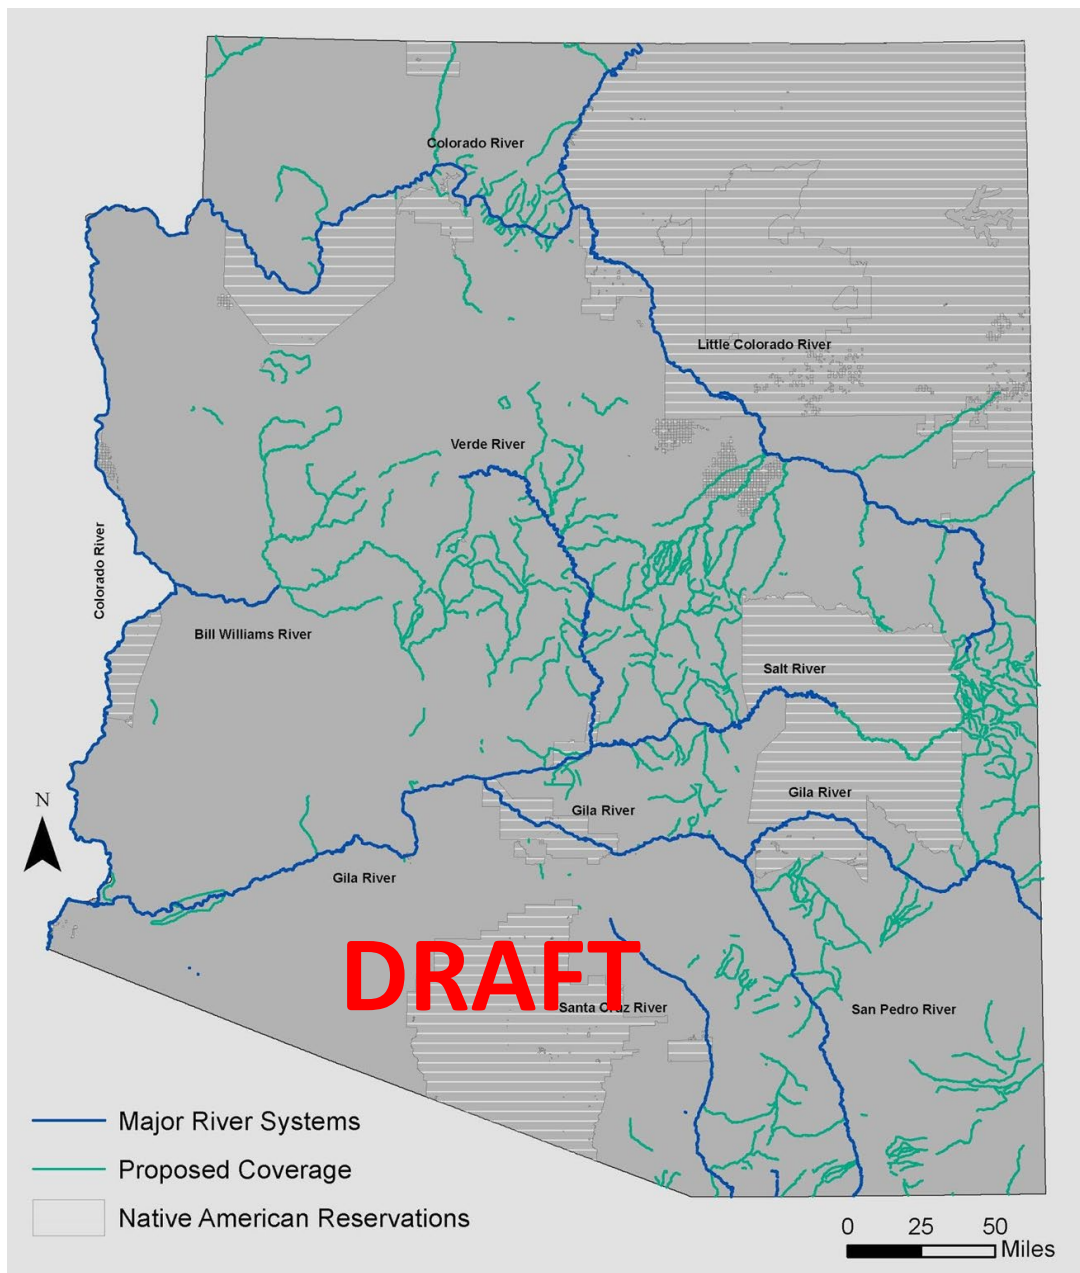 Colorado River
Little Colorado River
Verde River
Colorado River
Bill Williams River
Salt River
Gila River
Gila River
Gila River
DRAFT
Santa Cruz River
San Pedro River
N
Major River Systems
Proposed Coverage
Native American Reservations
0 25 50
Miles